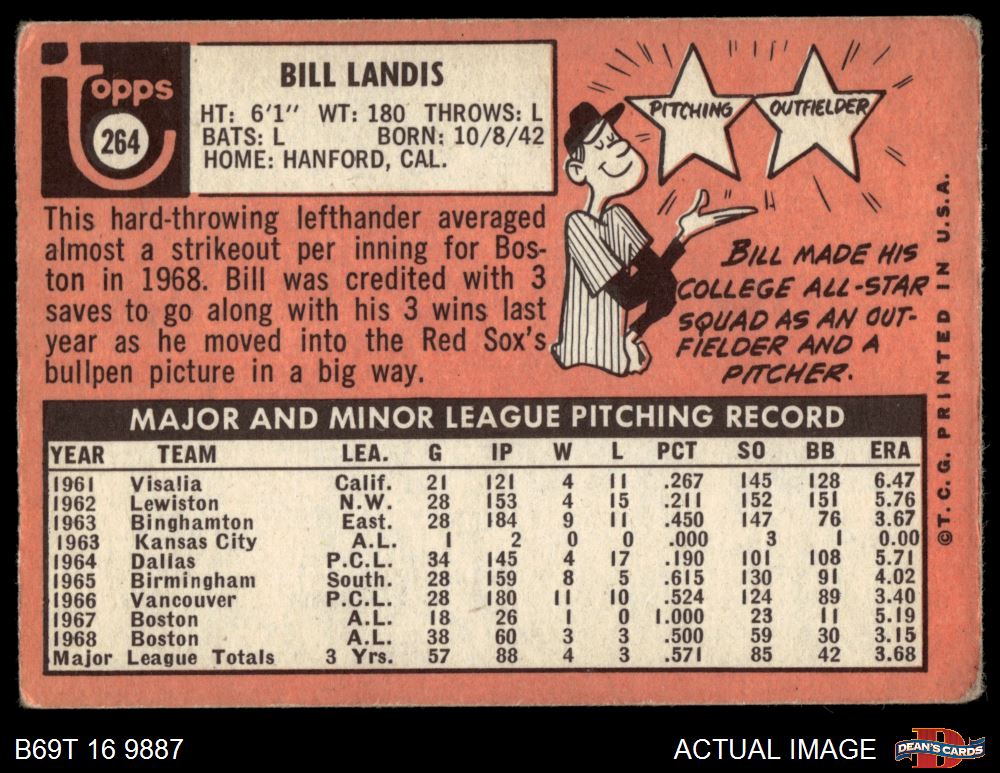 topps
264
BILL LANDIS
HT: 6'1" WT: 180 THROWS: L
BATS: L BORN: 10/8/42
HOME: HANFORD, CAL.
This hard-throwing lefthander averaged
almost a strikeout per inning for Bos-
ton in 1968. Bill was credited with 3
saves to go along with his 3 wins last
year as he moved into the Red Sox's
bullpen picture in a big way.
PITCHING OUTFIELDER
BILL MADE HIS
COLLEGE ALL-STAR
SQUAD AS AN OUT-
FIELDER AND A
PITCHER.
MAJOR AND MINOR LEAGUE PITCHING RECORD
YEAR TEAM LEA. G IP W L PCT SO BB ERA
1961 Visalia Calif. 21 121 4 11 .267 145 128 6.47
1962 Lewiston N.W. 28 153 4 15 .211 152 151 5.76
1963 Binghamton East. 28 184 9 11 .450 147 76 3.67
1963 Kansas City A.L. 1 2 0 0 .000 3 1 0.00
1964 Dallas P.C.L. 34 145 4 17 .190 101 108 5.71
1965 Birmingham South. 28 159 8 5 .615 130 91 4.02
1966 Vancouver P.C.L. 28 180 11 10 .524 124 89 3.40
1967 Boston A.L. 18 26 1 0 1.000 23 11 5.19
1968 Boston A.L. 38 60 3 3 .500 59 30 3.15
Major League Totals 3 Yrs. 57 88 4 3 .571 85 42 3.68
©T. C. G. PRINTED IN U.S.A.
B69T 16 9887
ACTUAL IMAGE
D
DEAN'S CARDS